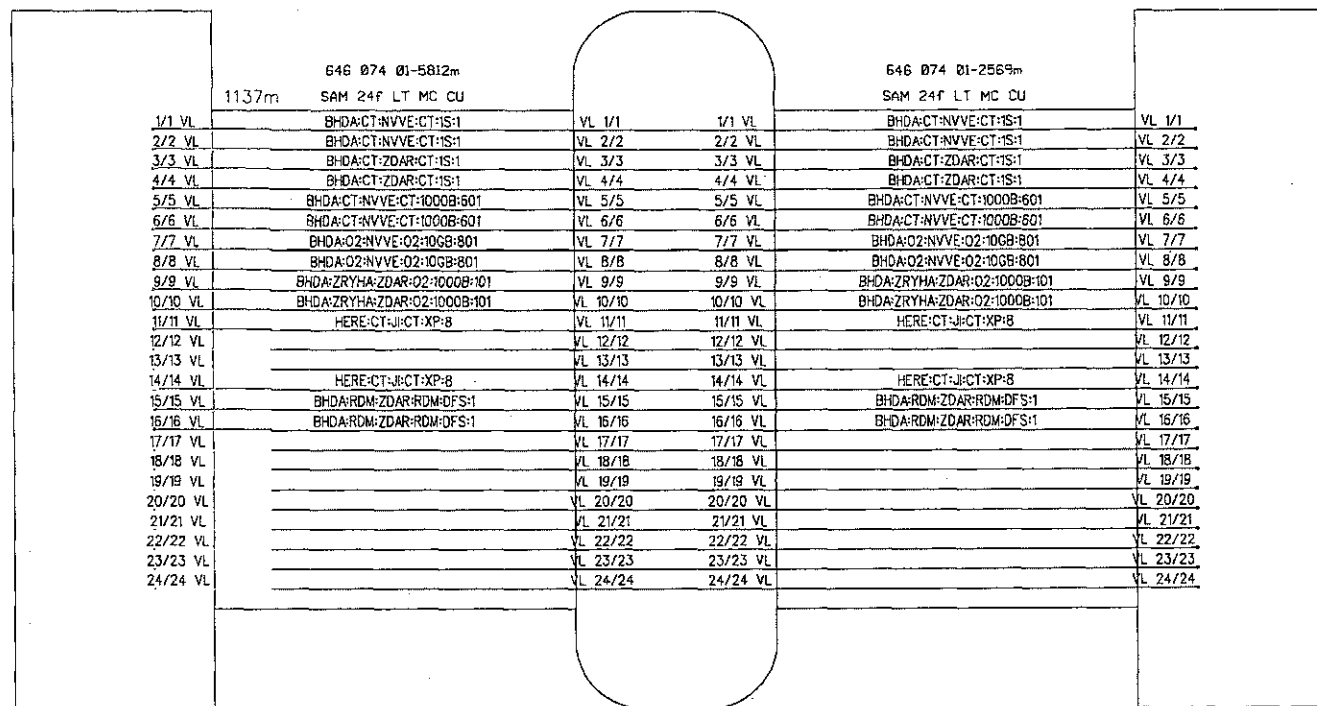 646 074 01-5812m 646 074 01-2569m
1137m SAM 24f LT MC CU SAM 24f LT MC CU
1/1 VL BHDA:CT:NVVE:CT:1S:1 VL 1/1 1/1 VL BHDA:CT:NVVE:CT:1S:1 VL 1/1
2/2 VL BHDA:CT:NVVE:CT:1S:1 VL 2/2 2/2 VL BHDA:CT:NVVE:CT:1S:1 VL 2/2
3/3 VL BHDA:CT:ZDAR:CT:1S:1 VL 3/3 3/3 VL BHDA:CT:ZDAR:CT:1S:1 VL 3/3
4/4 VL BHDA:CT:ZDAR:CT:1S:1 VL 4/4 4/4 VL BHDA:CT:ZDAR:CT:1S:1 VL 4/4
5/5 VL BHDA:CT:NVVE:CT:1000B:601 VL 5/5 5/5 VL BHDA:CT:NVVE:CT:1000B:601 VL 5/5
6/6 VL BHDA:CT:NVVE:CT:1000B:601 VL 6/6 6/6 VL BHDA:CT:NVVE:CT:1000B:601 VL 6/6
7/7 VL BHDA:O2:NVVE:O2:10GB:801 VL 7/7 7/7 VL BHDA:O2:NVVE:O2:10GB:801 VL 7/7
8/8 VL BHDA:O2:NVVE:O2:10GB:801 VL 8/8 8/8 VL BHDA:O2:NVVE:O2:10GB:801 VL 8/8
9/9 VL BHDA:ZRYHA:ZDAR:O2:1000B:101 VL 9/9 9/9 VL BHDA:ZRYHA:ZDAR:O2:1000B:101 VL 9/9
10/10 VL BHDA:ZRYHA:ZDAR:O2:1000B:101 VL 10/10 10/10 VL BHDA:ZRYHA:ZDAR:O2:1000B:101 VL 10/10
11/11 VL HERE:CT:JI:CT:XP:8 VL 11/11 11/11 VL HERE:CT:JI:CT:XP:8 VL 11/11
12/12 VL VL 12/12 12/12 VL VL 12/12
13/13 VL VL 13/13 13/13 VL VL 13/13
14/14 VL HERE:CT:JI:CT:XP:8 VL 14/14 14/14 VL HERE:CT:JI:CT:XP:8 VL 14/14
15/15 VL BHDA:RDM:ZDAR:RDM:DFS:1 VL 15/15 15/15 VL BHDA:RDM:ZDAR:RDM:DFS:1 VL 15/15
16/16 VL BHDA:RDM:ZDAR:RDM:DFS:1 VL 16/16 16/16 VL BHDA:RDM:ZDAR:RDM:DFS:1 VL 16/16
17/17 VL VL 17/17 17/17 VL VL 17/17
18/18 VL VL 18/18 18/18 VL VL 18/18
19/19 VL VL 19/19 19/19 VL VL 19/19
20/20 VL VL 20/20 20/20 VL VL 20/20
21/21 VL VL 21/21 21/21 VL VL 21/21
22/22 VL VL 22/22 22/22 VL VL 22/22
23/23 VL VL 23/23 23/23 VL VL 23/23
24/24 VL VL 24/24 24/24 VL VL 24/24